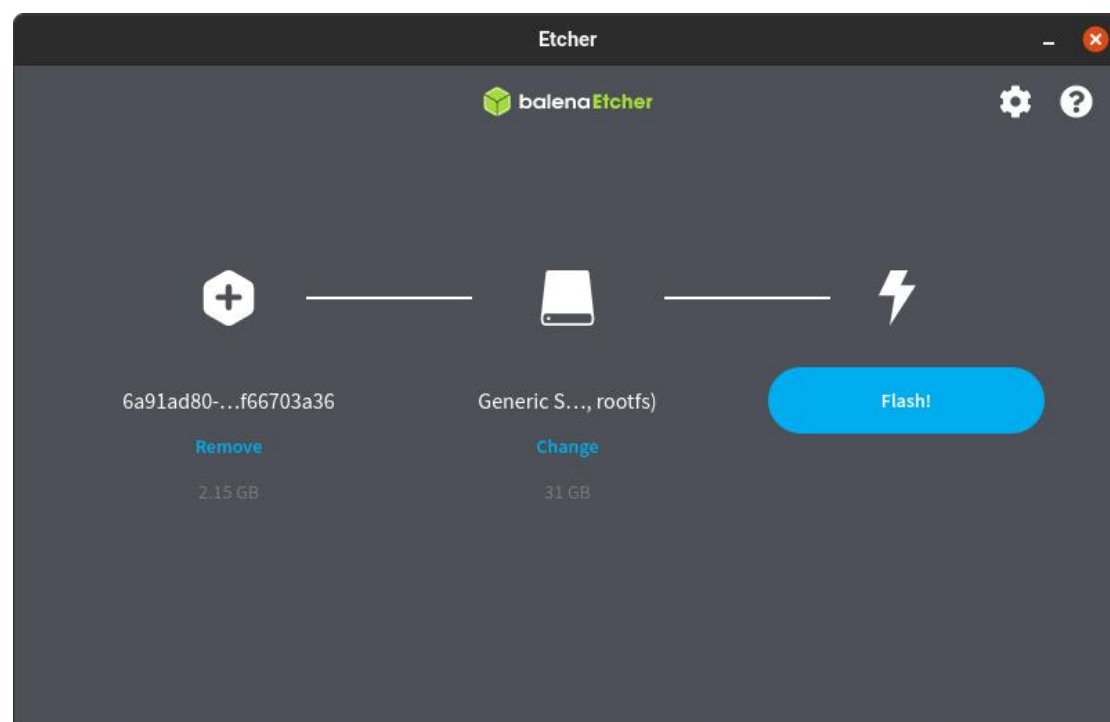 Etcher
balenaEtcher
6a91ad80-...f66703a36
Generic S..., rootfs)
Flash!
Remove
Change
2.15 GB
31 GB